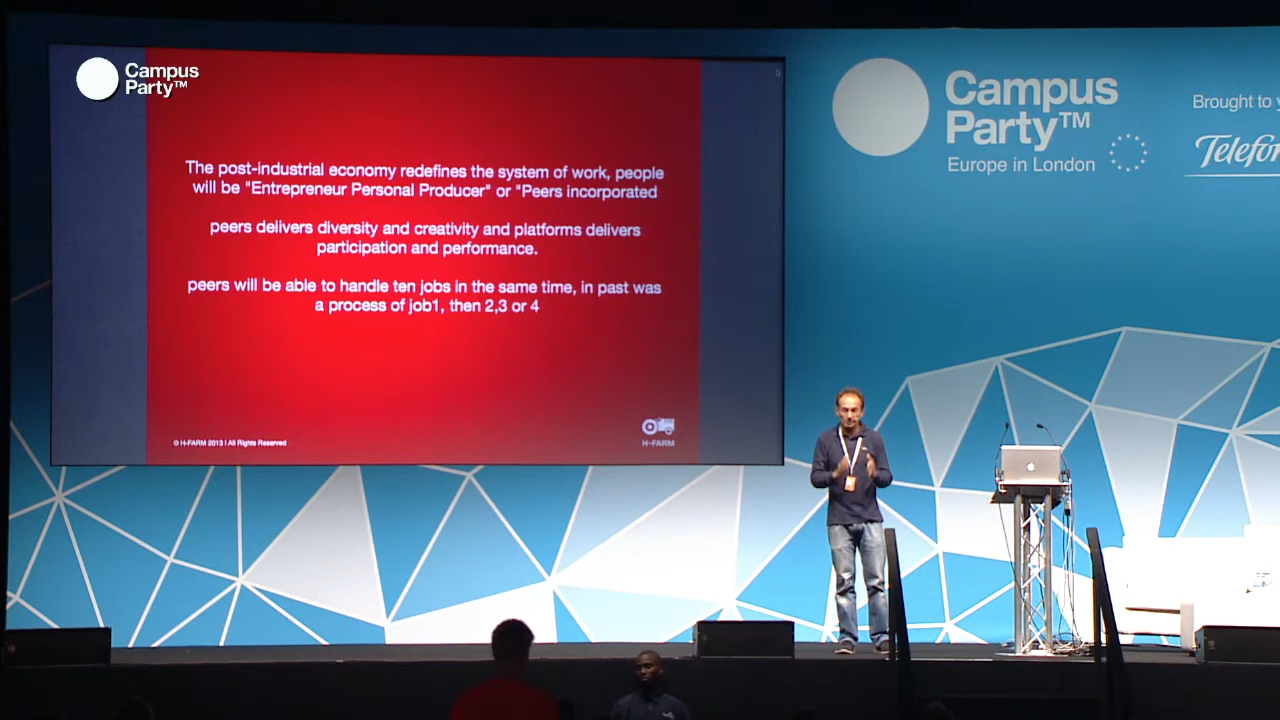 Campus
Party™
The post-industrial economy redefines the system of work, people
will be "Entrepreneur Personal Producer" or "Peers incorporated
peers delivers diversity and creativity and platforms delivers
participation and performance.
peers will be able to handle ten jobs in the same time, in past was
a process of job1, then 2,3 or 4
© H-FARM 2013 | All Rights Reserved
H-FARM
Campus
Party™
Europe in London
Brought to y
Telefon